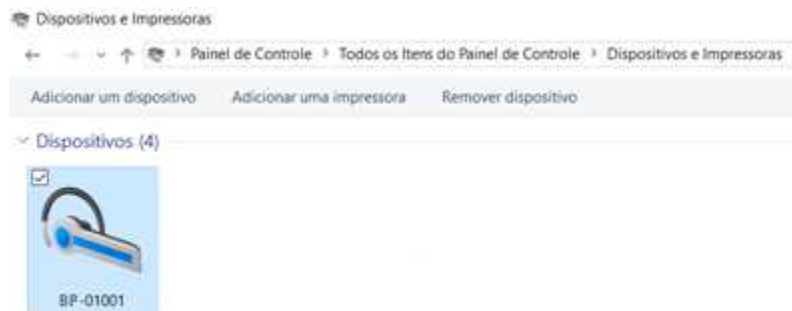 Dispositivos e Impressoras
Painel de Controle > Todos os Itens do Painel de Controle > Dispositivos e Impressoras
Adicionar um dispositivo Adicionar uma impressora Remover dispositivo
Dispositivos (4)
BP-01001